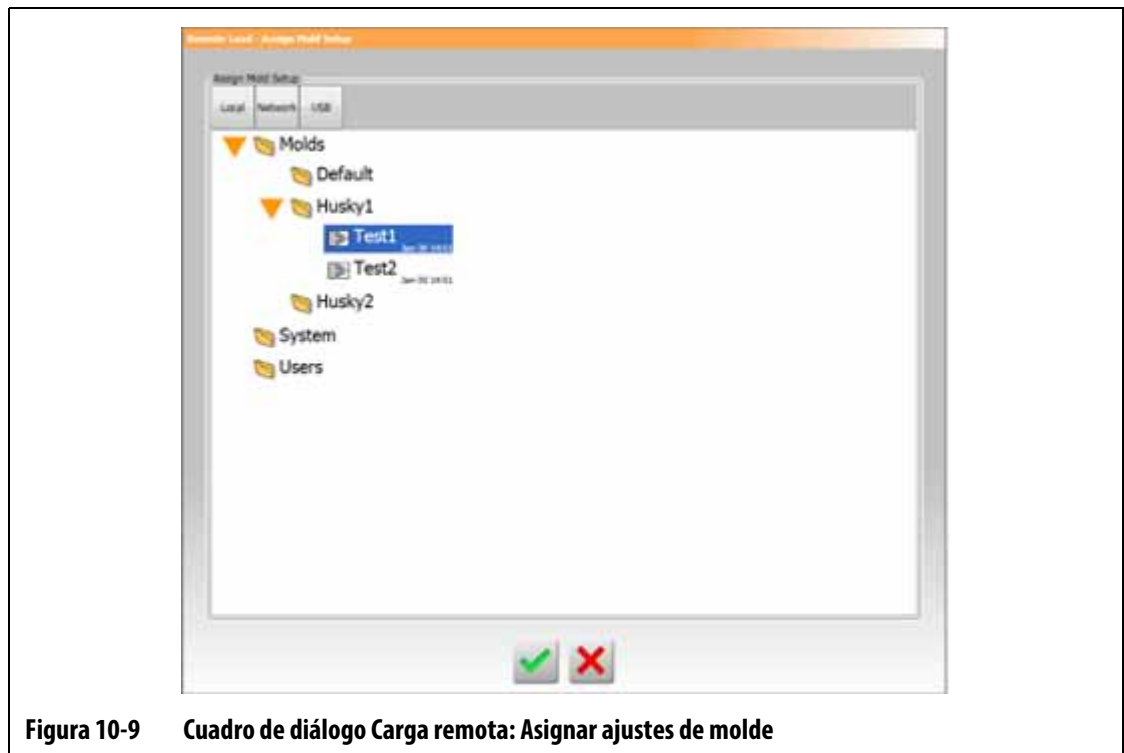 Remote Load - Assign Mold Setup
Assign Mold Setup
Local Network USB
Molds
Default
Husky1
Test1
Test2
Husky2
System
Users
Figura 10-9 Cuadro de diálogo Carga remota: Asignar ajustes de molde